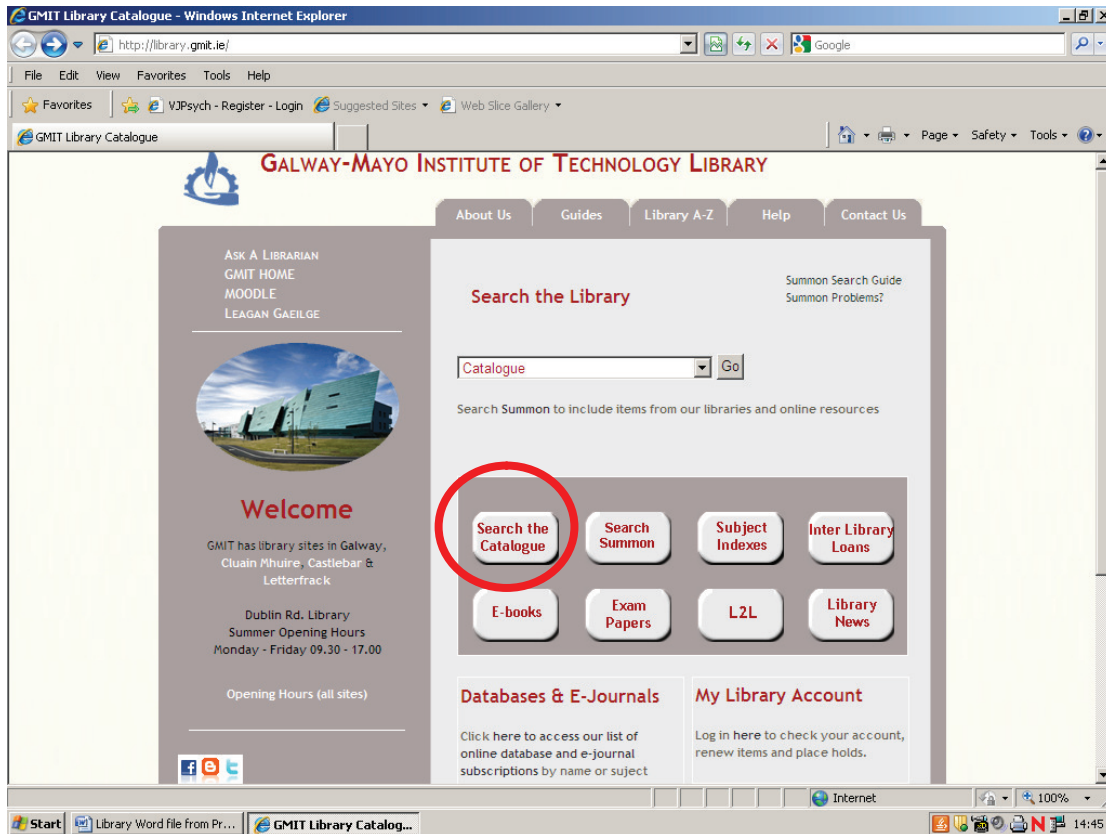 GMIT Library Catalogue - Windows Internet Explorer
http://library.gmit.ie/
Google
File Edit View Favorites Tools Help
Favorites VJPsych - Register - Login Suggested Sites Web Slice Gallery
GMIT Library Catalogue
Page Safety Tools
GALWAY-MAYO INSTITUTE OF TECHNOLOGY LIBRARY
About Us Guides Library A-Z Help Contact Us
ASK A LIBRARIAN
GMIT HOME
MOODLE
LEAGAN GAEILGE
Welcome
GMIT has library sites in Galway,
Cluain Mhuire, Castlebar &
Letterfrack
Dublin Rd. Library
Summer Opening Hours
Monday - Friday 09.30 - 17.00
Opening Hours (all sites)
Search the Library
Summon Search Guide
Summon Problems?
Catalogue Go
Search Summon to include items from our libraries and online resources
Search the
Catalogue
Search
Summon
Subject
Indexes
Inter Library
Loans
E-books
Exam
Papers
L2L
Library
News
Databases & E-Journals
Click here to access our list of
online database and e-journal
subscriptions by name or suject
My Library Account
Log in here to check your account,
renew items and place holds.
Internet 100%
Start Library Word file from Pr... GMIT Library Catalog... 14:45